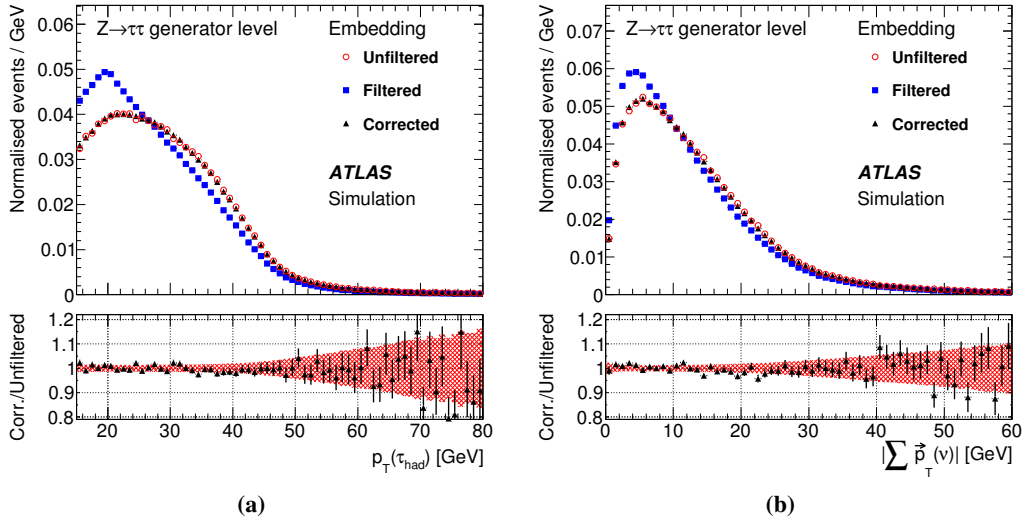 Normalised events / GeV
0.06
0.05
0.04
0.03
0.02
0.01
0
Z→ττ generator level
Embedding
Unfiltered
Filtered
Corrected
ATLAS
Simulation
Corr./Unfiltered
1.2
1.1
1
0.9
0.8
20 30 40 50 60 70 80
p_T(τ_had) [GeV]
(a)
Normalised events / GeV
0.07
0.06
0.05
0.04
0.03
0.02
0.01
0
Z→ττ generator level
Embedding
Unfiltered
Filtered
Corrected
ATLAS
Simulation
Corr./Unfiltered
1.2
1.1
1
0.9
0.8
0 10 20 30 40 50 60
|∑ p⃗_T(ν)| [GeV]
(b)